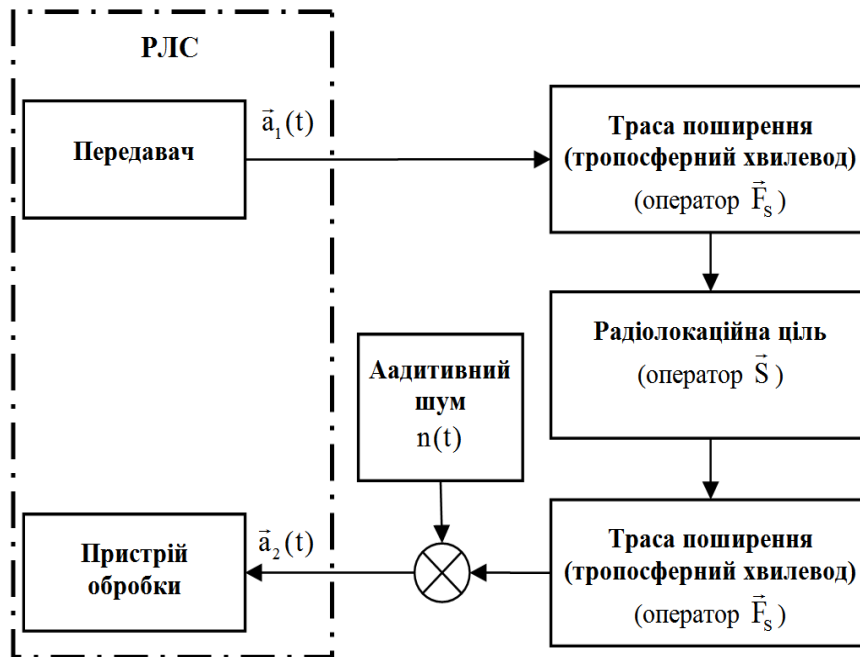 РЛС
Передавач
a⃗₁(t)
Траса поширення
(тропосферний хвилевод)
(оператор F⃗ₛ)
Радіолокаційна ціль
(оператор S⃗)
Аадитивний
шум
n(t)
Траса поширення
(тропосферний хвилевод)
(оператор F⃗ₛ)
a⃗₂(t)
Пристрій
обробки